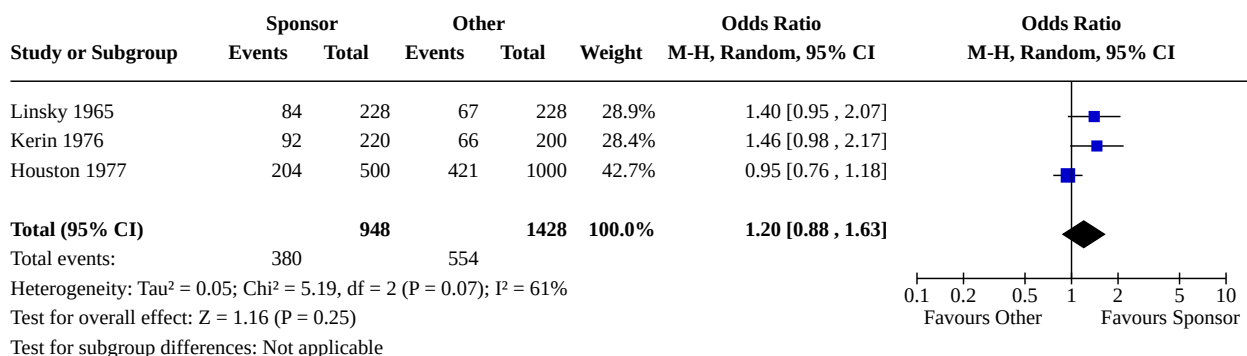 Sponsor Other Odds Ratio Odds Ratio
Study or Subgroup Events Total Events Total Weight M-H, Random, 95% CI M-H, Random, 95% CI
Linsky 1965 84 228 67 228 28.9% 1.40 [0.95 , 2.07]
Kerin 1976 92 220 66 200 28.4% 1.46 [0.98 , 2.17]
Houston 1977 204 500 421 1000 42.7% 0.95 [0.76 , 1.18]
Total (95% CI) 948 1428 100.0% 1.20 [0.88 , 1.63]
Total events: 380 554
Heterogeneity: Tau² = 0.05; Chi² = 5.19, df = 2 (P = 0.07); I² = 61%
0.1 0.2 0.5 1 2 5 10
Test for overall effect: Z = 1.16 (P = 0.25) Favours Other Favours Sponsor
Test for subgroup differences: Not applicable